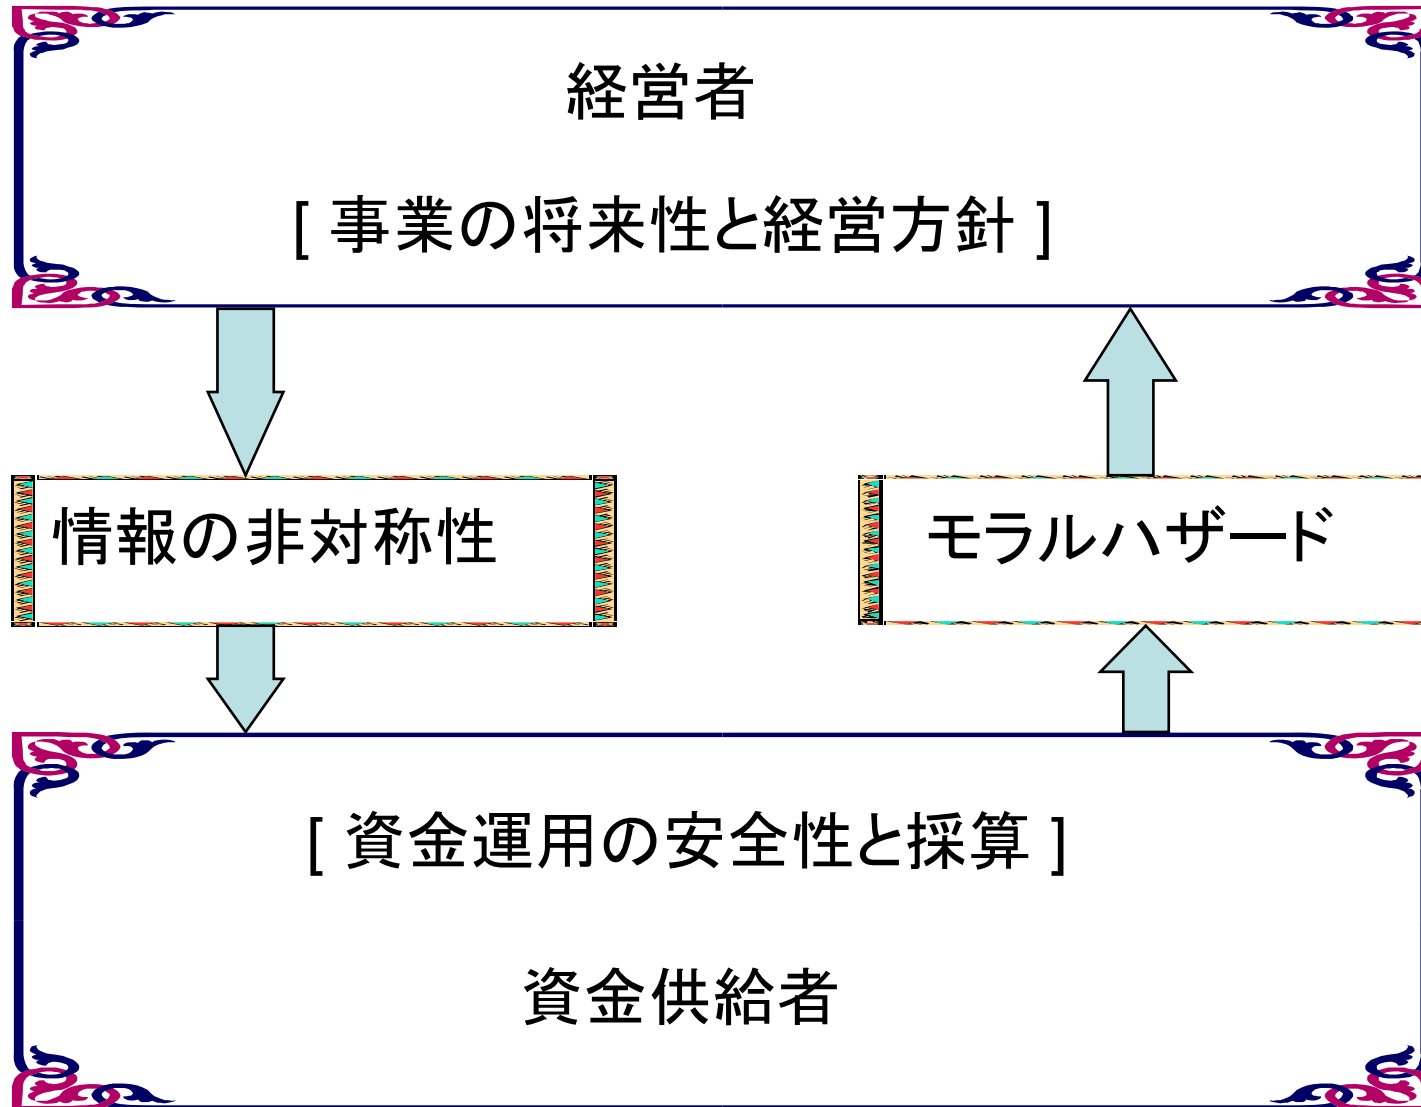 経営者
[ 事業の将来性と経営方針 ]
情報の非対称性
モラルハザード
[ 資金運用の安全性と採算 ]
資金供給者